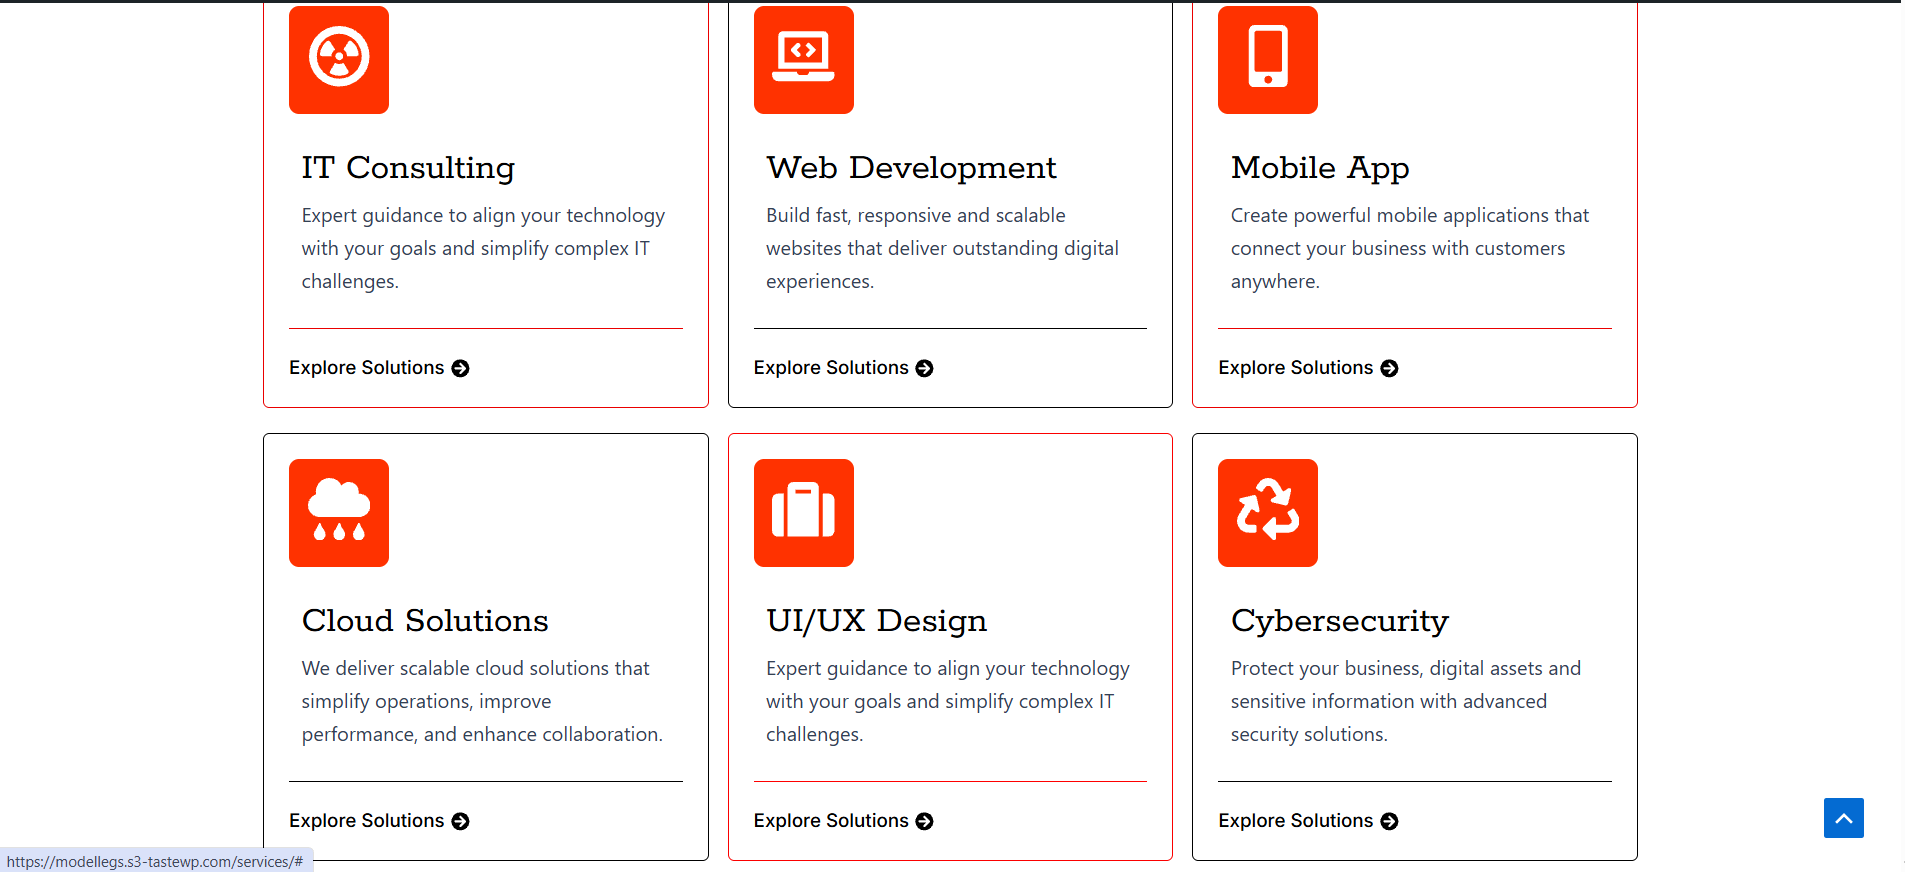 IT Consulting
Expert guidance to align your technology
with your goals and simplify complex IT
challenges.
Explore Solutions
Web Development
Build fast, responsive and scalable
websites that deliver outstanding digital
experiences.
Explore Solutions
Mobile App
Create powerful mobile applications that
connect your business with customers
anywhere.
Explore Solutions
Cloud Solutions
We deliver scalable cloud solutions that
simplify operations, improve
performance, and enhance collaboration.
Explore Solutions
UI/UX Design
Expert guidance to align your technology
with your goals and simplify complex IT
challenges.
Explore Solutions
Cybersecurity
Protect your business, digital assets and
sensitive information with advanced
security solutions.
Explore Solutions
https://modellegs.s3-tastewp.com/services/#